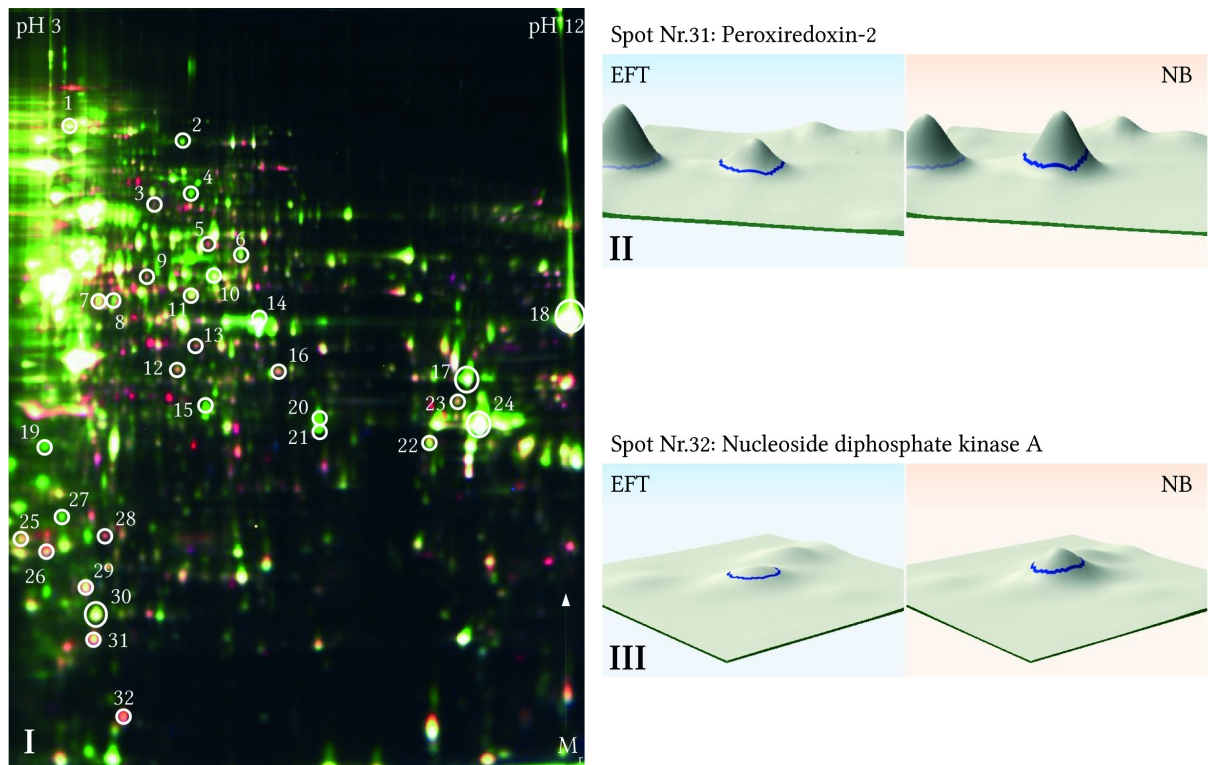 pH 3
pH 12
1
2
3
4
5
6
9
7
8
11
10
14
18
13
12
16
17
15
23
24
20
21
22
19
27
25
28
26
29
30
31
32
I
M r
Spot Nr.31: Peroxiredoxin-2
EFT
NB
II
Spot Nr.32: Nucleoside diphosphate kinase A
EFT
NB
III